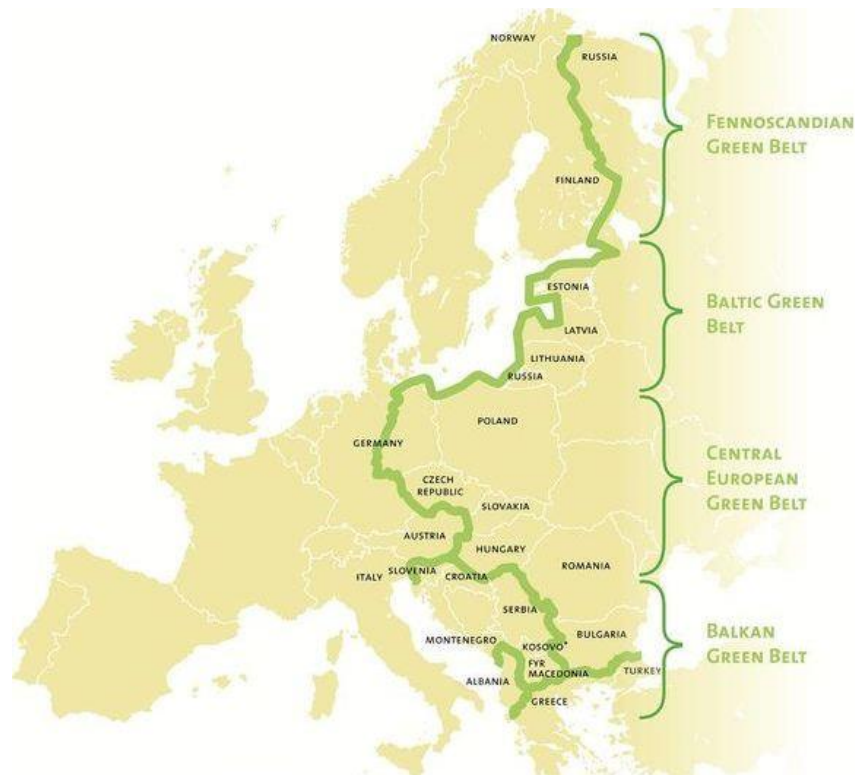 NORWAY
RUSSIA
FENNOSCANDIAN
GREEN BELT
FINLAND
ESTONIA
BALTIC GREEN
BELT
LATVIA
LITHUANIA
RUSSIA
POLAND
GERMANY
CENTRAL
EUROPEAN
GREEN BELT
CZECH
REPUBLIC
SLOVAKIA
AUSTRIA
HUNGARY
ROMANIA
ITALY
SLOVENIA
CROATIA
SERBIA
BULGARIA
BALKAN
GREEN BELT
MONTENEGRO
KOSOVO*
FYR
MACEDONIA
TURKEY
ALBANIA
GREECE